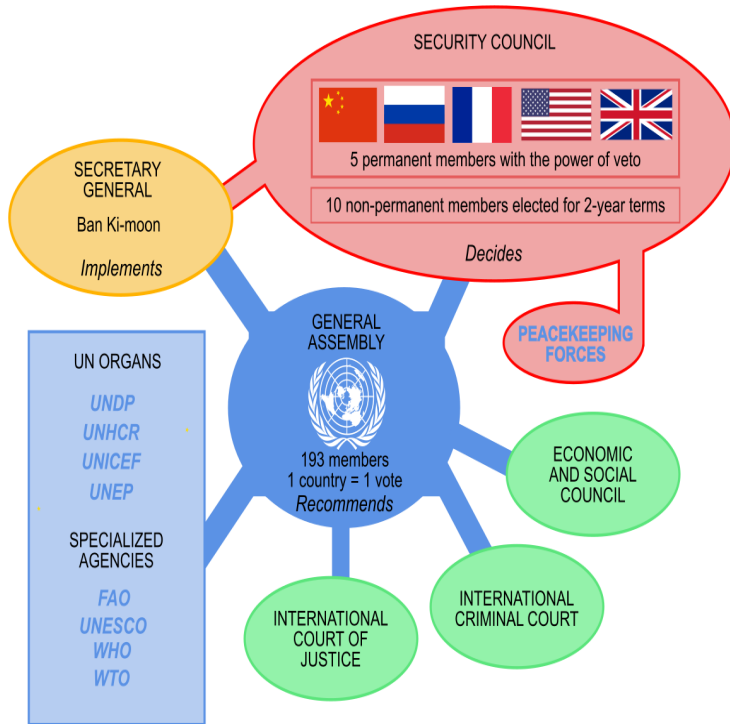 SECURITY COUNCIL
5 permanent members with the power of veto
10 non-permanent members elected for 2-year terms
Decides
SECRETARY
GENERAL
Ban Ki-moon
Implements
PEACEKEEPING
FORCES
GENERAL
ASSEMBLY
193 members
1 country = 1 vote
Recommends
UN ORGANS
UNDP
UNHCR
UNICEF
UNEP
SPECIALIZED
AGENCIES
FAO
UNESCO
WHO
WTO
ECONOMIC
AND SOCIAL
COUNCIL
INTERNATIONAL
CRIMINAL COURT
INTERNATIONAL
COURT OF
JUSTICE